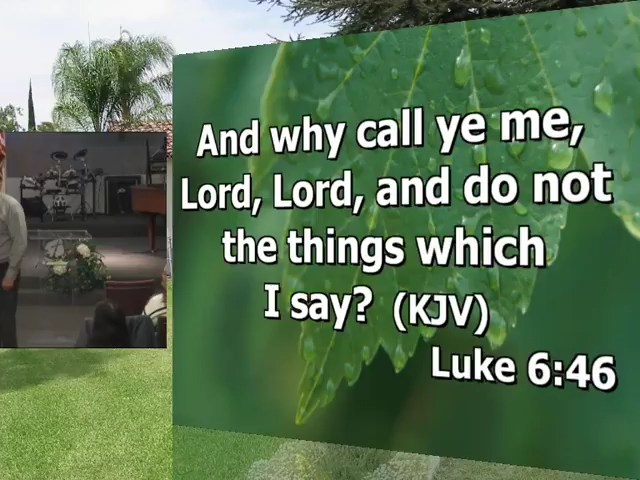 And why call ye me,
Lord, Lord, and do not
the things which
I say? (KJV)
Luke 6:46